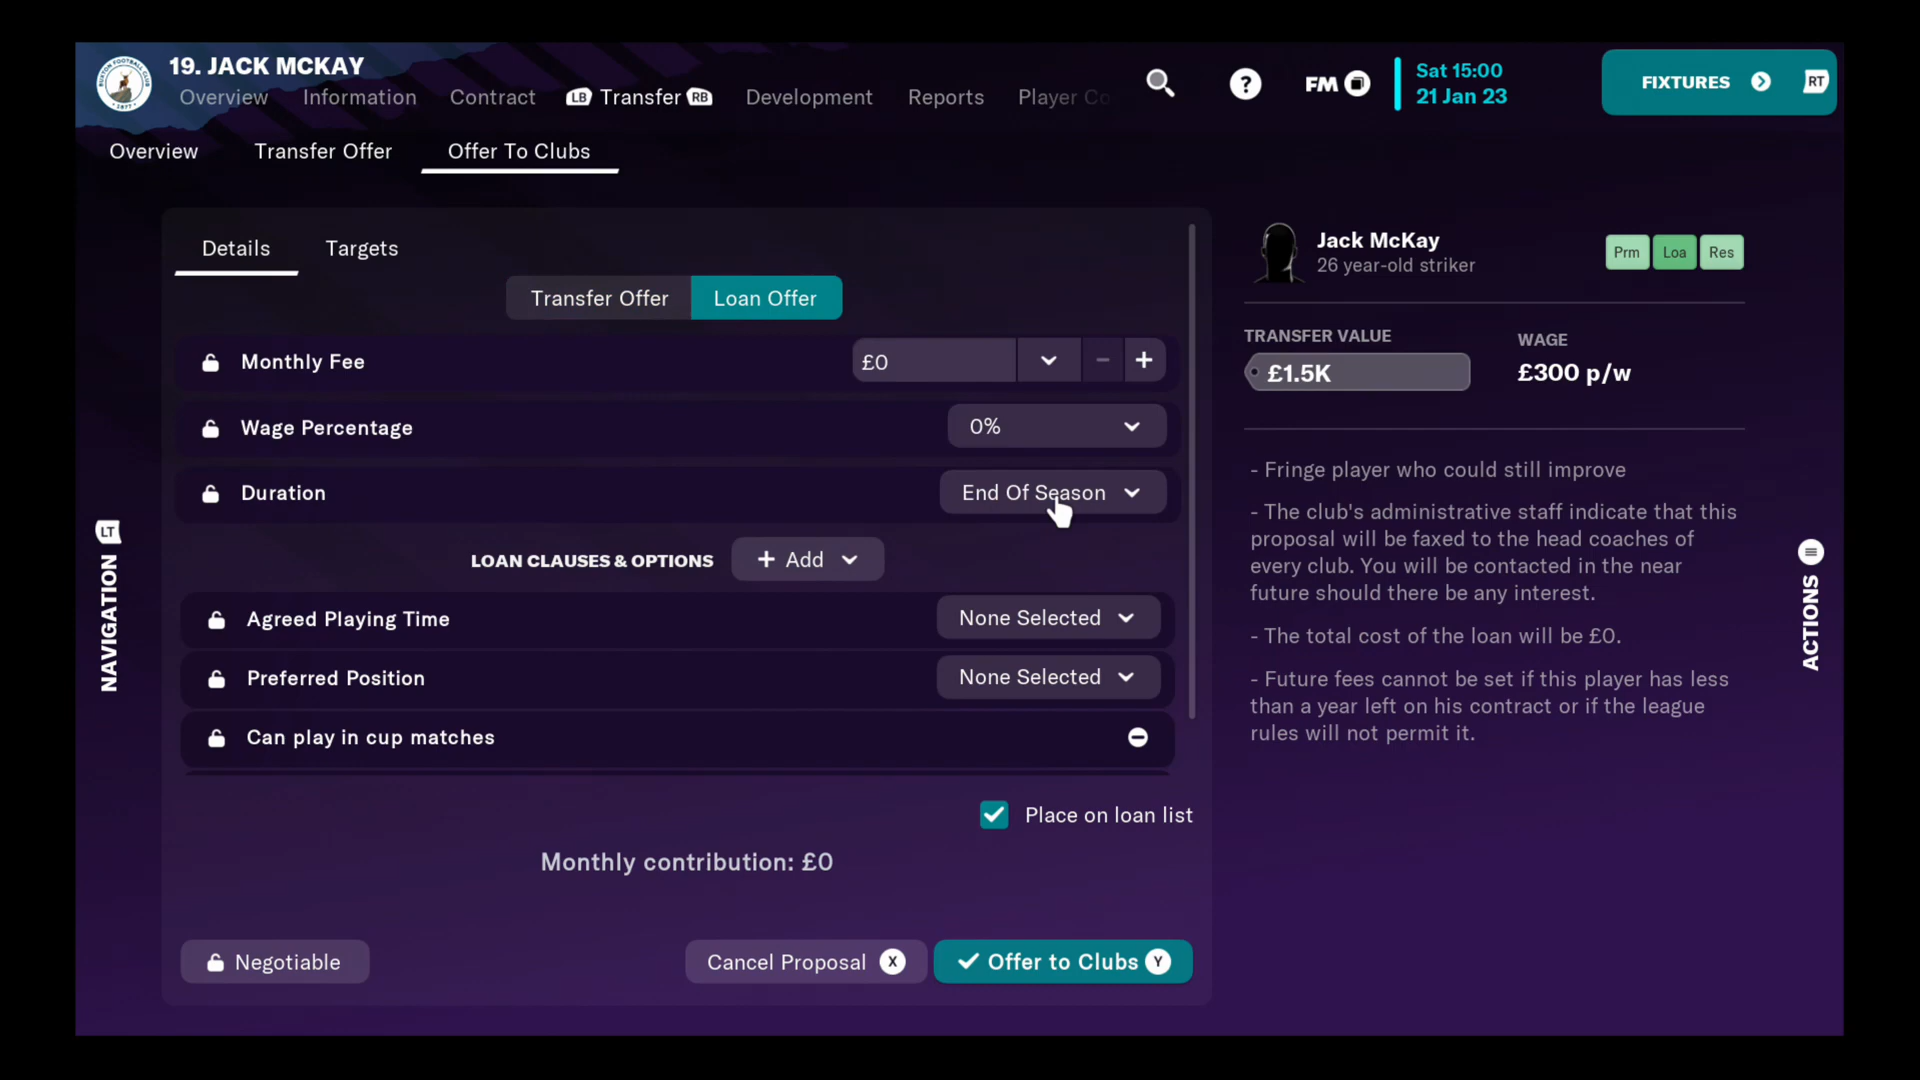 19. JACK MCKAY
Overview
Information
Contract
LB Transfer RB
Development
Reports
Player Co
?
FM
Sat 15:00
21 Jan 23
FIXTURES
RT
Overview
Transfer Offer
Offer To Clubs
Details
Targets
Transfer Offer
Loan Offer
Monthly Fee
£0
Wage Percentage
0%
Duration
End Of Season
LOAN CLAUSES & OPTIONS
+ Add
Agreed Playing Time
None Selected
Preferred Position
None Selected
Can play in cup matches
Place on loan list
Monthly contribution: £0
Negotiable
Cancel Proposal X
Offer to Clubs Y
Jack McKay
26 year-old striker
Prm
Loa
Res
TRANSFER VALUE
£1.5K
WAGE
£300 p/w
- Fringe player who could still improve
- The club's administrative staff indicate that this
proposal will be faxed to the head coaches of
every club. You will be contacted in the near
future should there be any interest.
- The total cost of the loan will be £0.
- Future fees cannot be set if this player has less
than a year left on his contract or if the league
rules will not permit it.
LT
NAVIGATION
ACTIONS